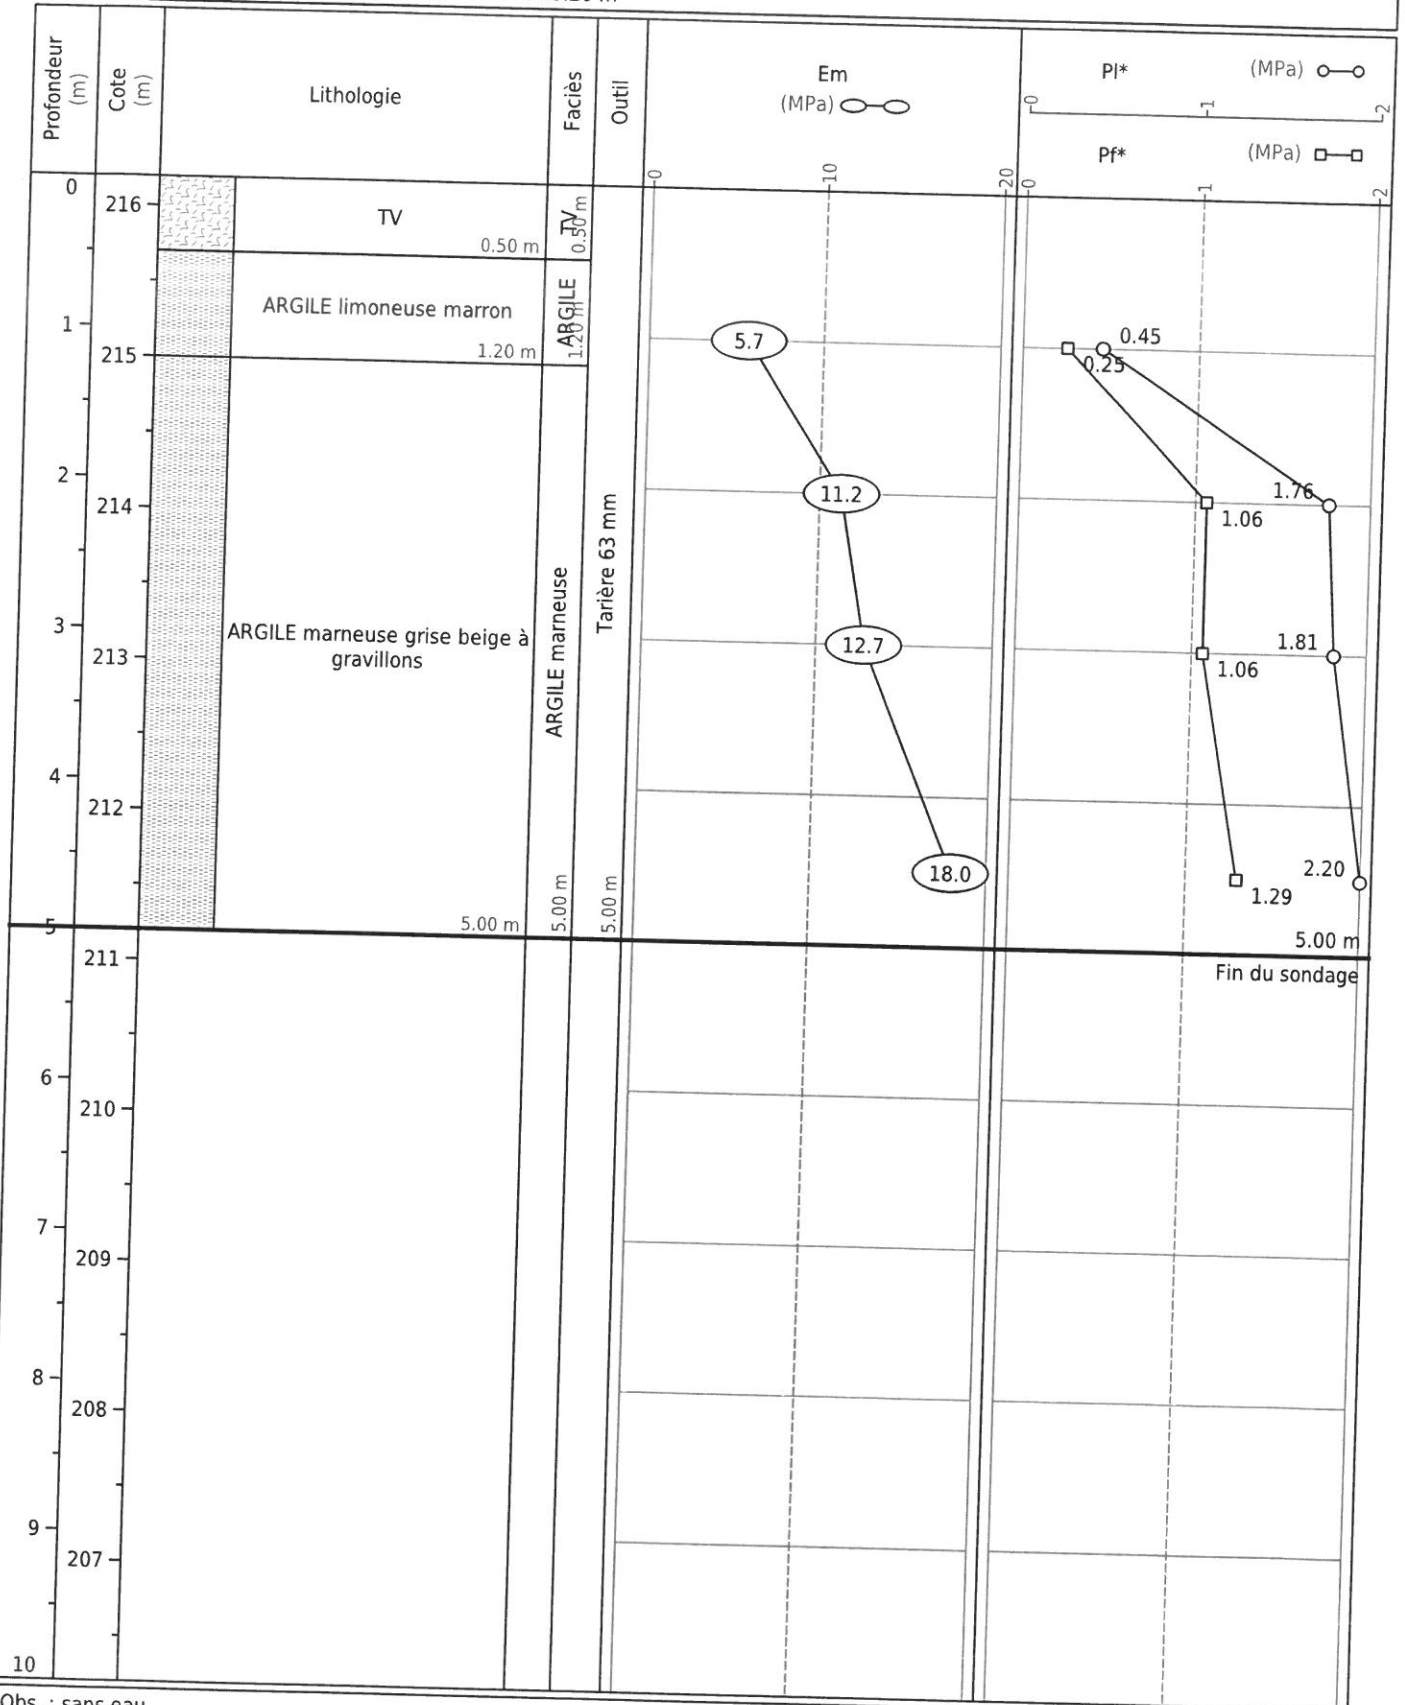 Profondeur
(m)
Cote
(m)
Lithologie
Faciès
Outil
Em
(MPa)
Pl*
(MPa)
0
1
2
Pf*
(MPa)
0
10
20
0
1
2
0
216
TV
0.50 m
TV
0.50 m
ARGILE limoneuse marron
1.20 m
ARGILE
1.20 m
1
215
5.7
0.45
0.25
2
214
11.2
1.76
1.06
Tarière 63 mm
3
213
ARGILE marneuse grise beige à
gravillons
ARGILE marneuse
12.7
1.81
1.06
4
212
18.0
2.20
1.29
5.00 m
5.00 m
5.00 m
5.00 m
5
211
Fin du sondage
6
210
7
209
8
208
9
207
10